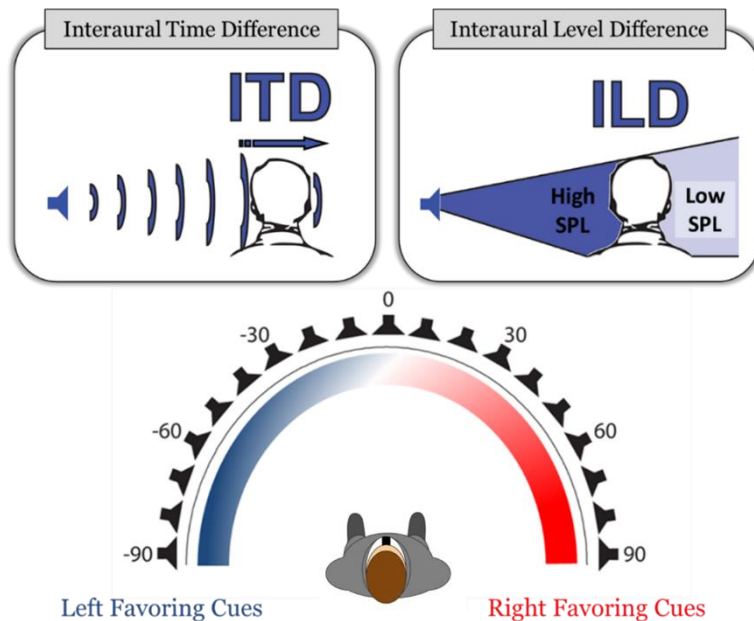 Interaural Time Difference
ITD
Interaural Level Difference
ILD
High
SPL
Low
SPL
0
-30
30
-60
60
-90
90
Left Favoring Cues
Right Favoring Cues